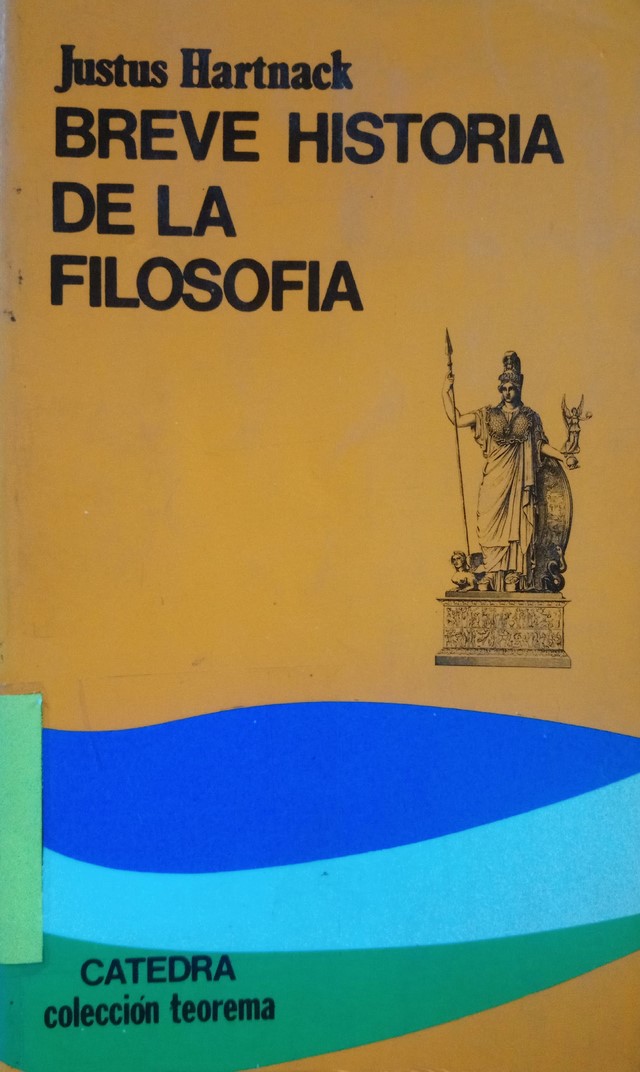 Justus Hartnack
BREVE HISTORIA
DE LA
FILOSOFIA
CATEDRA
colección teorema